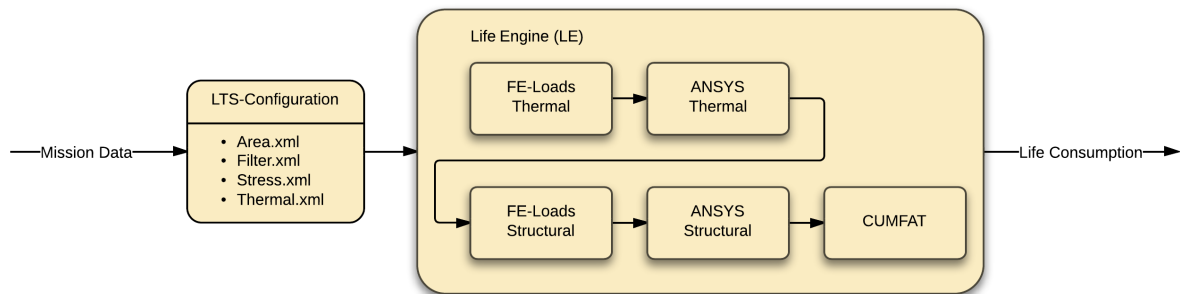 Life Engine (LE)
FE-Loads
Thermal
ANSYS
Thermal
LTS-Configuration
• Area.xml
• Filter.xml
• Stress.xml
• Thermal.xml
Mission Data
Life Consumption
FE-Loads
Structural
ANSYS
Structural
CUMFAT